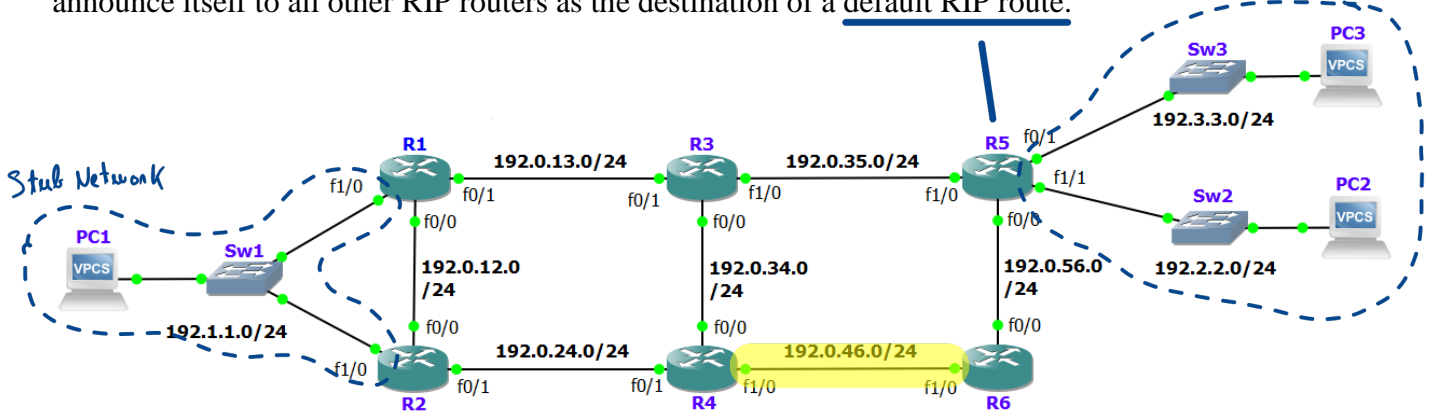 announce itself to all other RIP routers as the destination of a default RIP route.
PC3
Sw3
VPCS
192.3.3.0/24
R1
R3
R5
f0/1
192.0.13.0/24
192.0.35.0/24
Stub Network
f1/0
f0/1
f0/1
f1/0
f1/0
f1/1
PC2
Sw2
VPCS
f0/0
f0/0
f0/0
PC1
Sw1
VPCS
192.0.12.0
/24
192.0.34.0
/24
192.0.56.0
/24
192.2.2.0/24
192.1.1.0/24
f0/0
f0/0
f0/0
192.0.24.0/24
192.0.46.0/24
f1/0
f0/1
f0/1
f1/0
f1/0
R2
R4
R6